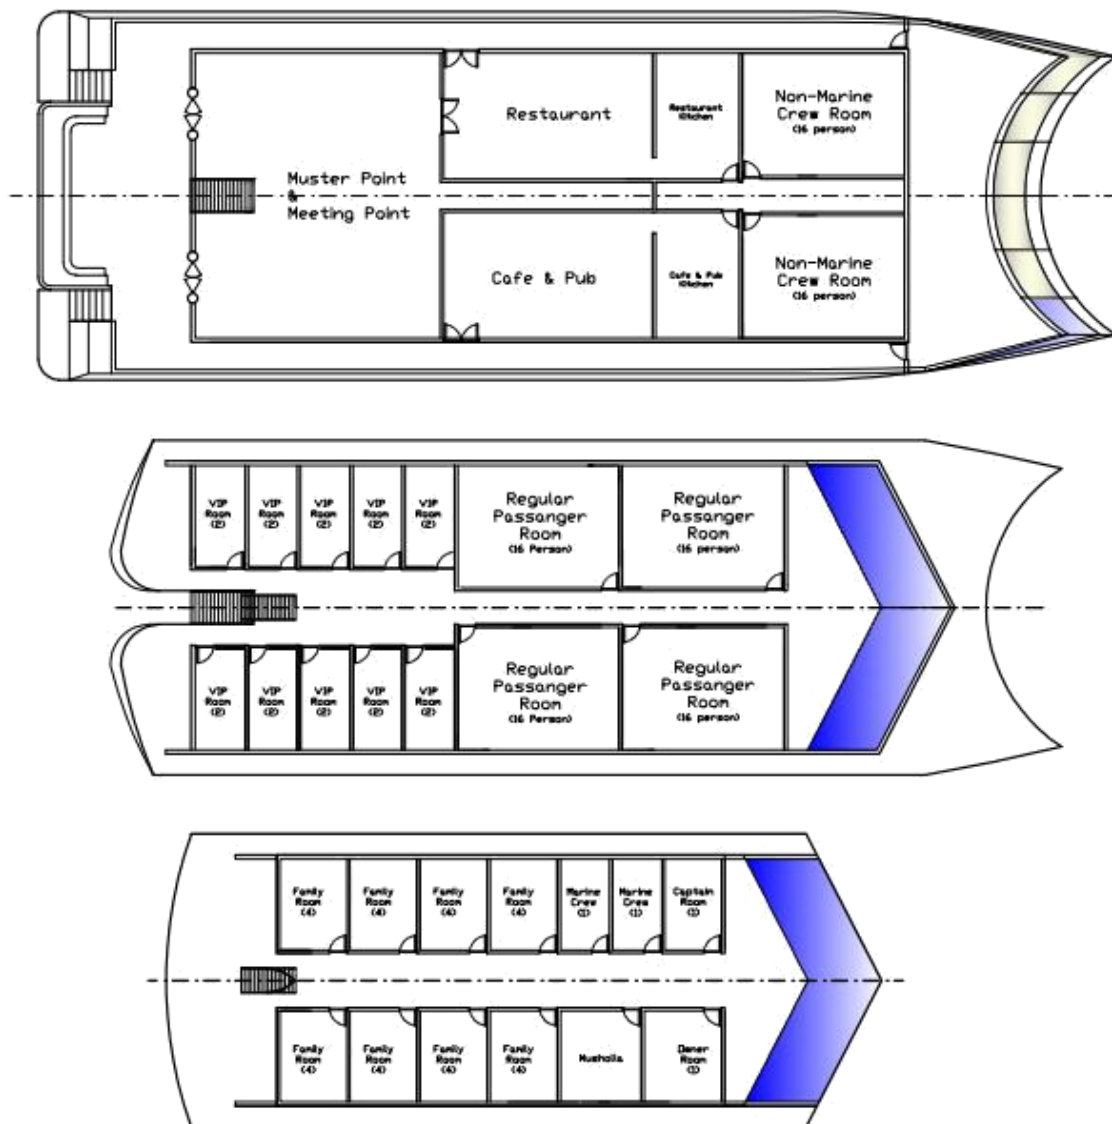 Restaurant
Restaurant
Kitchen
Non-Marine
Crew Room
(16 person)
Muster Point
&
Meeting Point
Cafe & Pub
Cafe & Pub
Kitchen
Non-Marine
Crew Room
(16 person)
VIP
Room
(2)
VIP
Room
(2)
VIP
Room
(2)
VIP
Room
(2)
VIP
Room
(2)
Regular
Passanger
Room
(16 Person)
Regular
Passanger
Room
(16 person)
VIP
Room
(2)
VIP
Room
(2)
VIP
Room
(2)
VIP
Room
(2)
VIP
Room
(2)
Regular
Passanger
Room
(16 Person)
Regular
Passanger
Room
(16 person)
Family
Room
(4)
Family
Room
(4)
Family
Room
(4)
Family
Room
(4)
Marine
Crew
(1)
Marine
Crew
(1)
Captain
Room
(1)
Family
Room
(4)
Family
Room
(4)
Family
Room
(4)
Family
Room
(4)
Musholla
Owner
Room
(1)